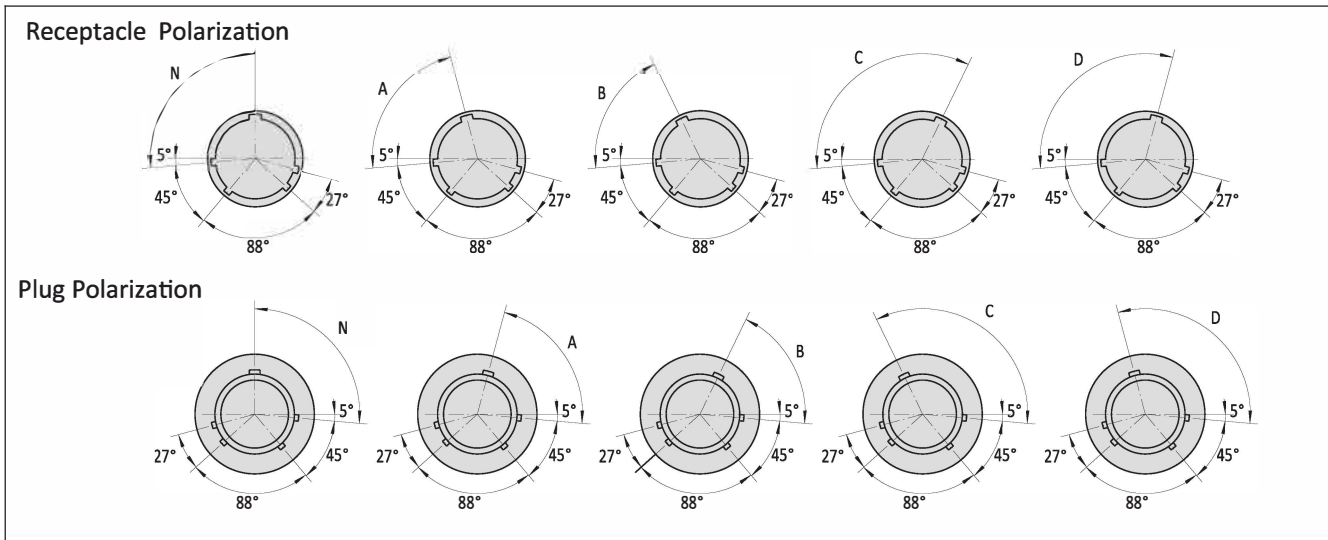 Receptacle Polarization
N A B C D
5° 5° 5° 5° 5°
45° 27° 45° 27° 45° 27° 45° 27° 45° 27°
88° 88° 88° 88° 88°
Plug Polarization
N A B C D
5° 5° 5° 5° 5°
27° 45° 27° 45° 27° 45° 27° 45° 27° 45°
88° 88° 88° 88° 88°